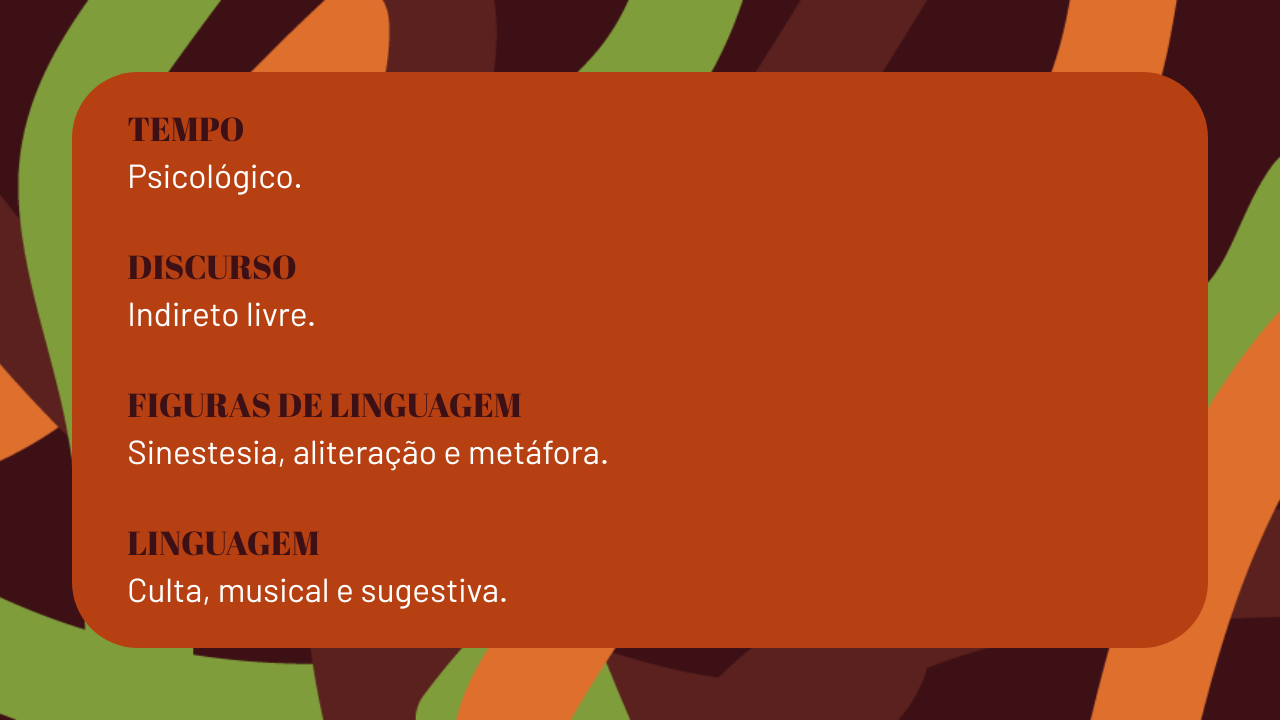 TEMPO
Psicológico.
DISCURSO
Indireto livre.
FIGURAS DE LINGUAGEM
Sinestesia, aliteração e metáfora.
LINGUAGEM
Culta, musical e sugestiva.